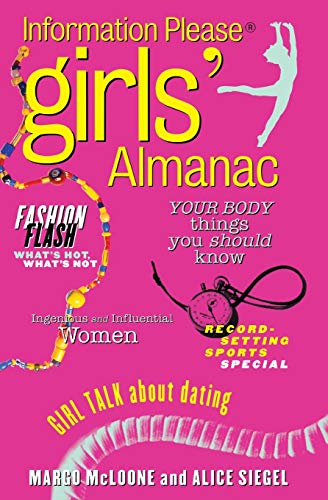 Information Please®
girls'
Almanac
FASHION
FLASH
WHAT'S HOT,
WHAT'S NOT
YOUR BODY
things
you should
know
Ingenious and Influential
Women
RECORD-
SETTING
SPORTS
SPECIAL
GIRL TALK about dating
MARGO McLOONE and ALICE SIEGEL